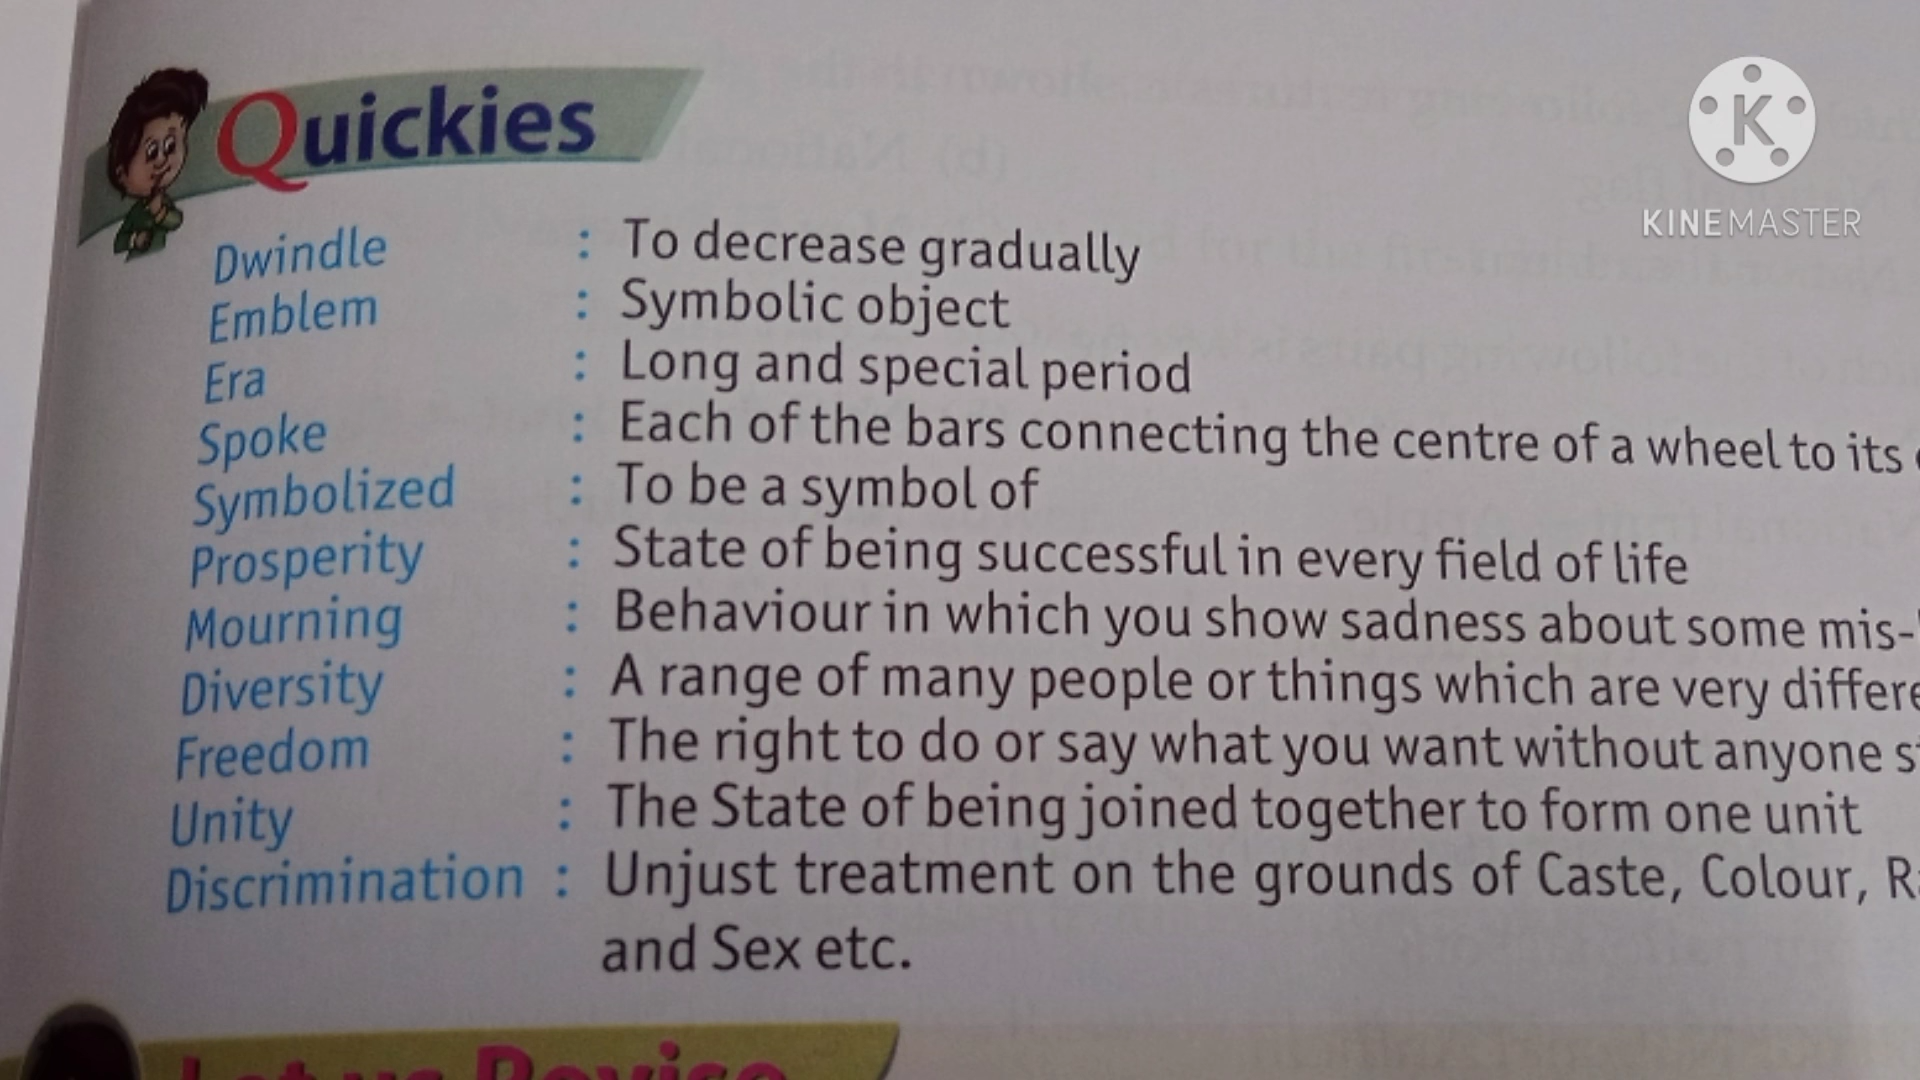 Quickies
KINEMASTER
Dwindle : To decrease gradually
Emblem : Symbolic object
Era : Long and special period
Spoke : Each of the bars connecting the centre of a wheel to its
Symbolized : To be a symbol of
Prosperity : State of being successful in every field of life
Mourning : Behaviour in which you show sadness about some mis-
Diversity : A range of many people or things which are very
Freedom : The right to do or say what you want without anyone
Unity : The State of being joined together to form one unit
Discrimination : Unjust treatment on the grounds of Caste, Colour,
and Sex etc.
Let us Revise